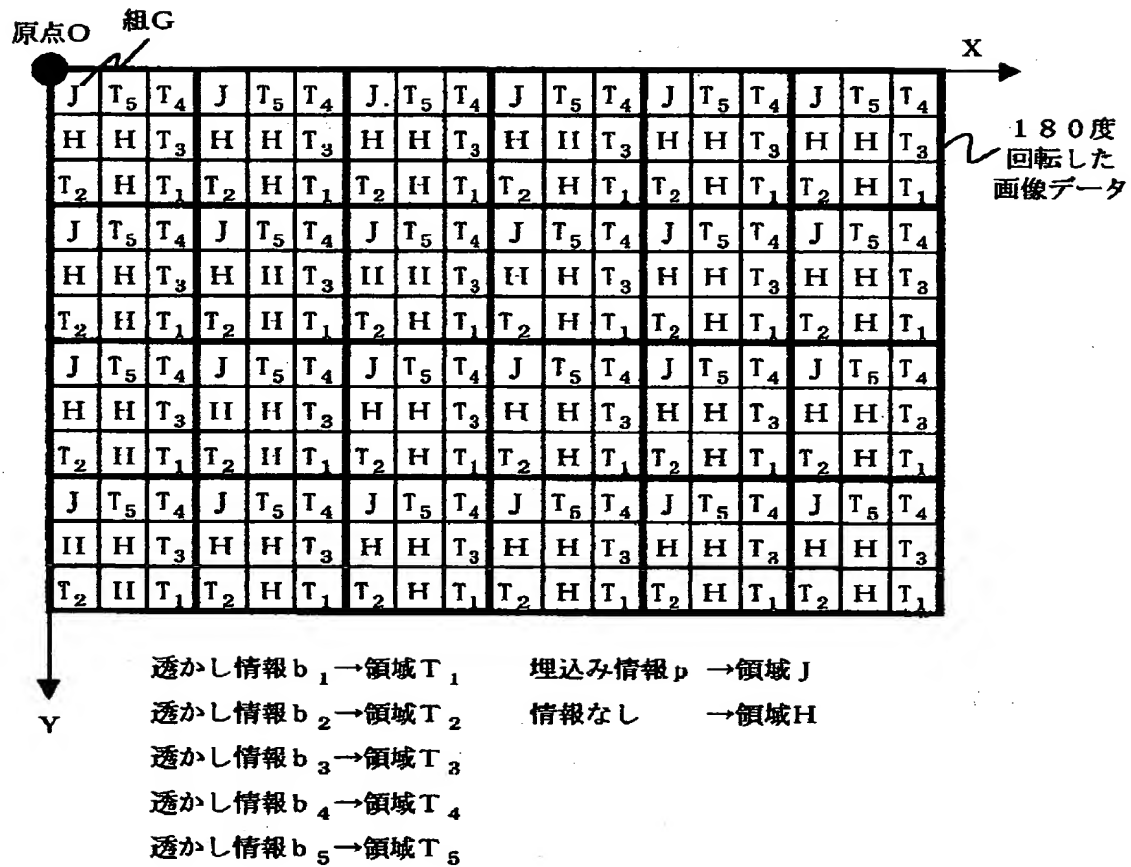 原点O 組G
X
J T₅ T₄ J T₅ T₄ J. T₅ T₄ J T₅ T₄ J T₅ T₄ J T₅ T₄
H H T₃ H H T₃ H H T₃ H H T₃ H H T₃ H H T₃
T₂ H T₁ T₂ H T₁ T₂ H T₁ T₂ H T₁ T₂ H T₁ T₂ H T₁
J T₅ T₄ J T₅ T₄ J T₅ T₄ J T₅ T₄ J T₅ T₄ J T₅ T₄
H H T₃ H H T₃ H H T₃ H H T₃ H H T₃ H H T₃
T₂ H T₁ T₂ H T₁ T₂ H T₁ T₂ H T₁ T₂ H T₁ T₂ H T₁
J T₅ T₄ J T₅ T₄ J T₅ T₄ J T₅ T₄ J T₅ T₄ J T₅ T₄
H H T₃ H H T₃ H H T₃ H H T₃ H H T₃ H H T₃
T₂ H T₁ T₂ H T₁ T₂ H T₁ T₂ H T₁ T₂ H T₁ T₂ H T₁
J T₅ T₄ J T₅ T₄ J T₅ T₄ J T₅ T₄ J T₅ T₄ J T₅ T₄
H H T₃ H H T₃ H H T₃ H H T₃ H H T₃ H H T₃
T₂ H T₁ T₂ H T₁ T₂ H T₁ T₂ H T₁ T₂ H T₁ T₂ H T₁
180度
回転した
画像データ
Y
透かし情報b₁→領域T₁ 埋込み情報p →領域J
透かし情報b₂→領域T₂ 情報なし →領域H
透かし情報b₃→領域T₃
透かし情報b₄→領域T₄
透かし情報b₅→領域T₅